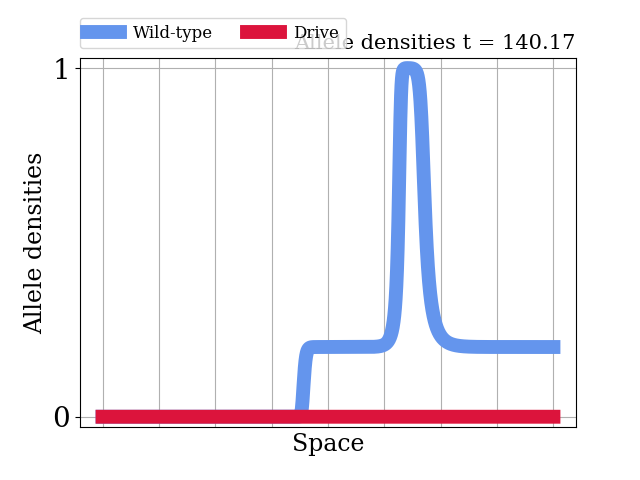 Wild-type Drive
Allele densities t = 140.17
1
Allele densities
0
Space